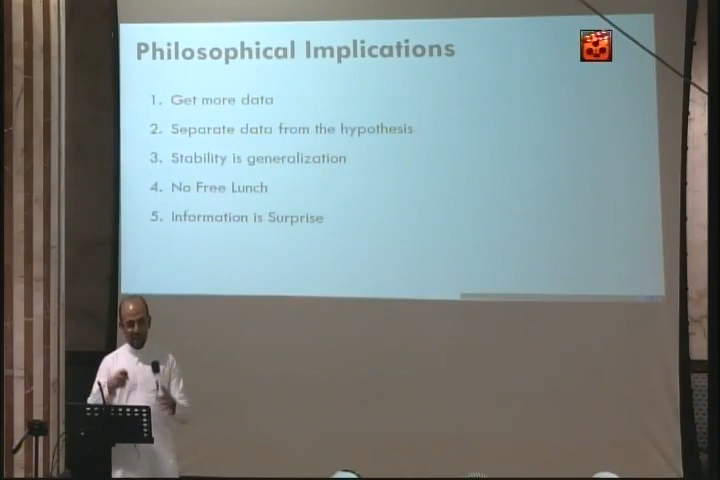 Philosophical Implications
1. Get more data
2. Separate data from the hypothesis
3. Stability is generalization
4. No Free Lunch
5. Information is Surprise